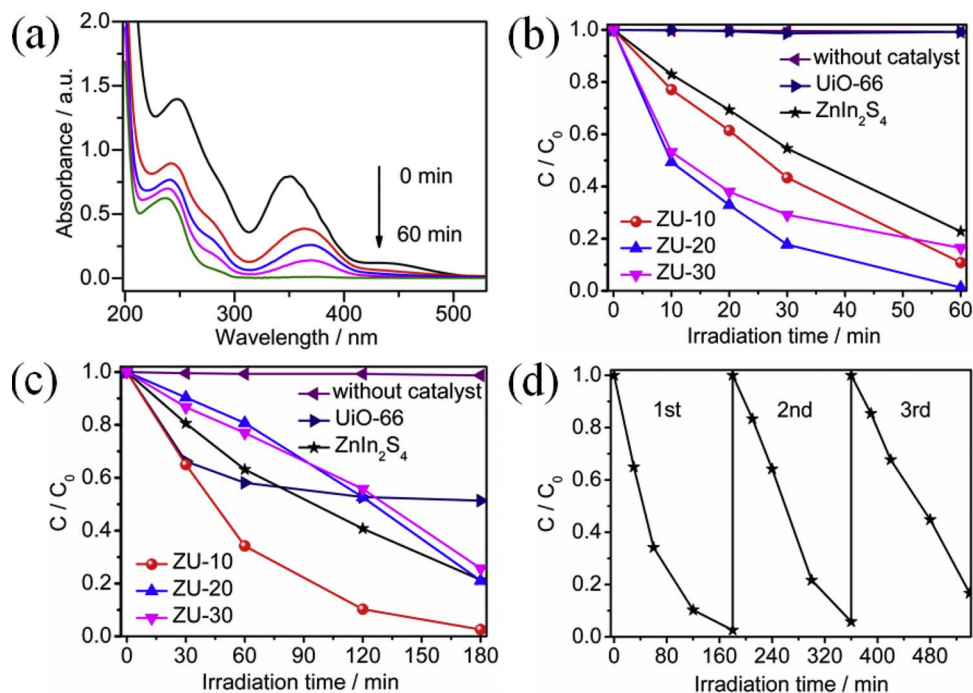 (a)
2.0
1.5
1.0
0.5
0.0
Absorbance / a.u.
0 min
60 min
200 250 300 350 400 450 500
Wavelength / nm
(b)
1.0
0.8
0.6
0.4
0.2
0.0
C / C₀
without catalyst
UiO-66
ZnIn₂S₄
ZU-10
ZU-20
ZU-30
0 10 20 30 40 50 60
Irradiation time / min
(c)
1.0
0.8
0.6
0.4
0.2
0.0
C / C₀
without catalyst
UiO-66
ZnIn₂S₄
ZU-10
ZU-20
ZU-30
0 30 60 90 120 150 180
Irradiation time / min
(d)
1.0
0.8
0.6
0.4
0.2
0.0
C / C₀
1st 2nd 3rd
0 80 160 240 320 400 480
Irradiation time / min